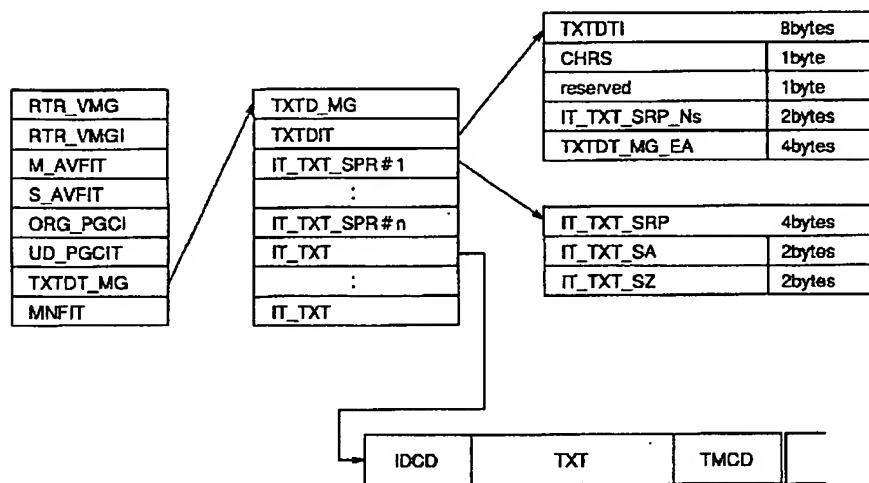 RTR_VMG
RTR_VMGI
M_AVFIT
S_AVFIT
ORG_PGCI
UD_PGCIT
TXTDT_MG
MNFIT
TXTD_MG
TXTDIT
IT_TXT_SPR#1
:
IT_TXT_SPR#n
IT_TXT
:
IT_TXT
TXTDTI 8bytes
CHRS 1byte
reserved 1byte
IT_TXT_SRP_Ns 2bytes
TXTDT_MG_EA 4bytes
IT_TXT_SRP 4bytes
IT_TXT_SA 2bytes
IT_TXT_SZ 2bytes
IDCD TXT TMCD